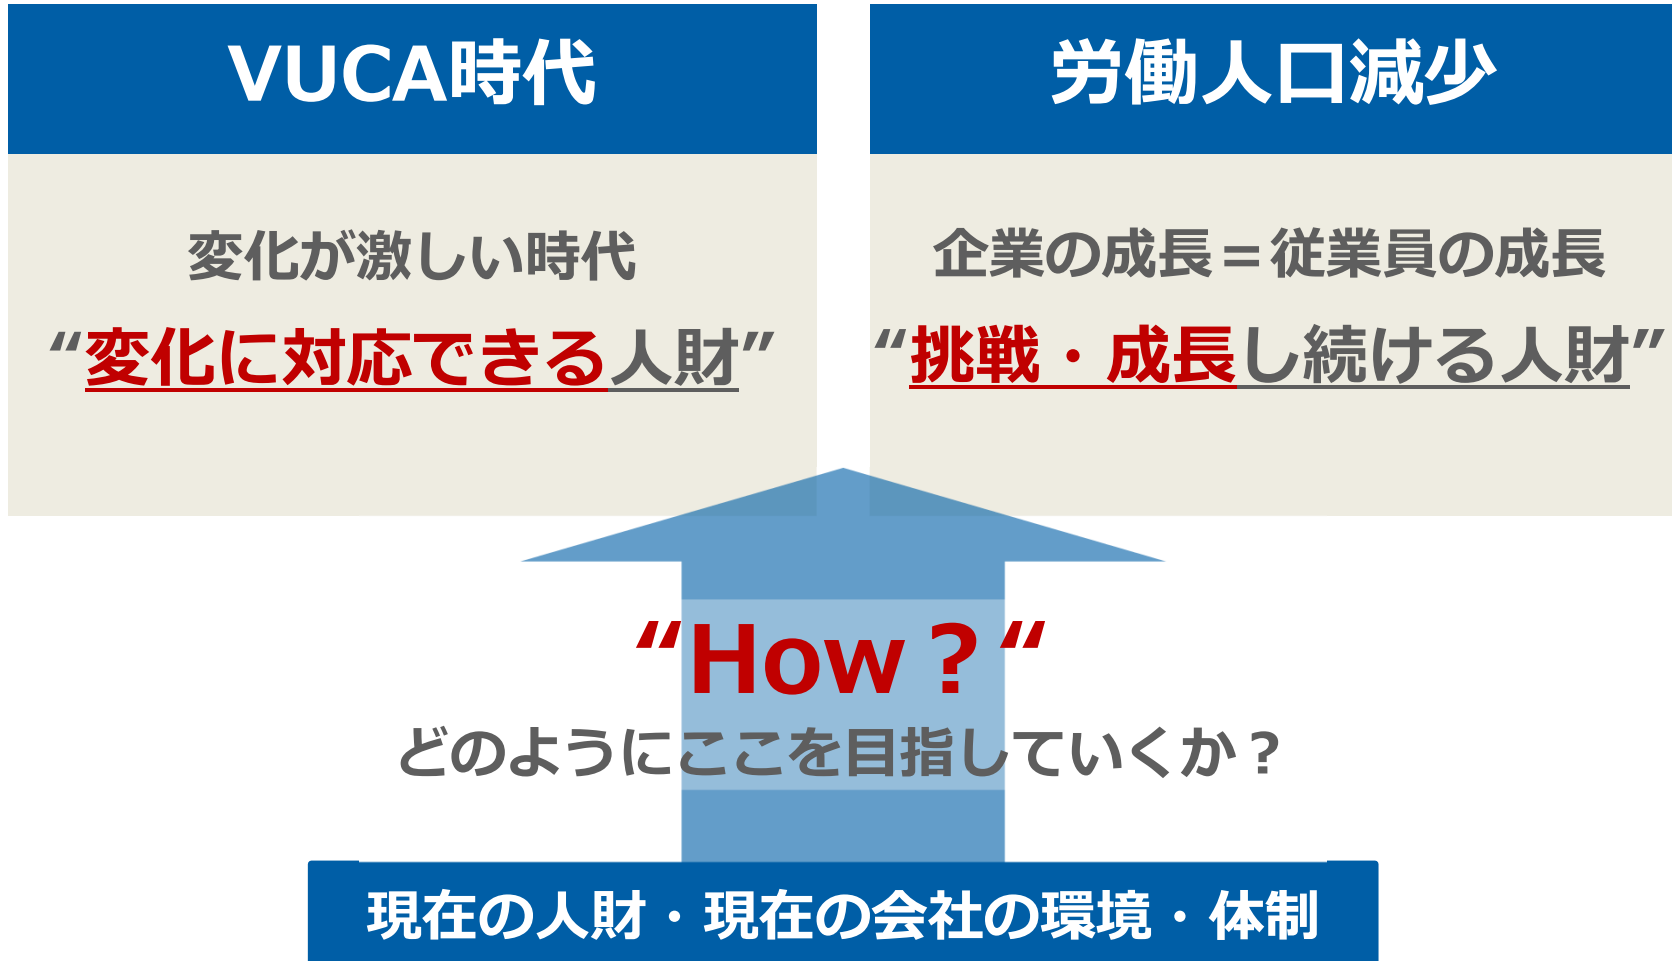 VUCA時代
変化が激しい時代
“変化に対応できる人財”
労働人口減少
企業の成長＝従業員の成長
“挑戦・成長し続ける人財”
“How？“
どのようにここを目指していくか？
現在の人財・現在の会社の環境・体制